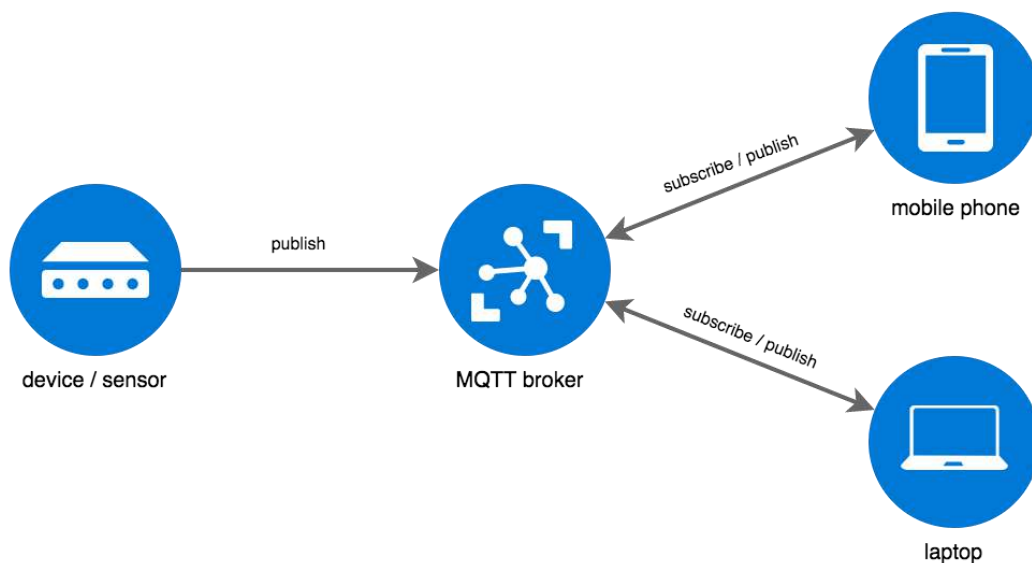 publish
device / sensor
MQTT broker
subscribe / publish
mobile phone
subscribe / publish
laptop